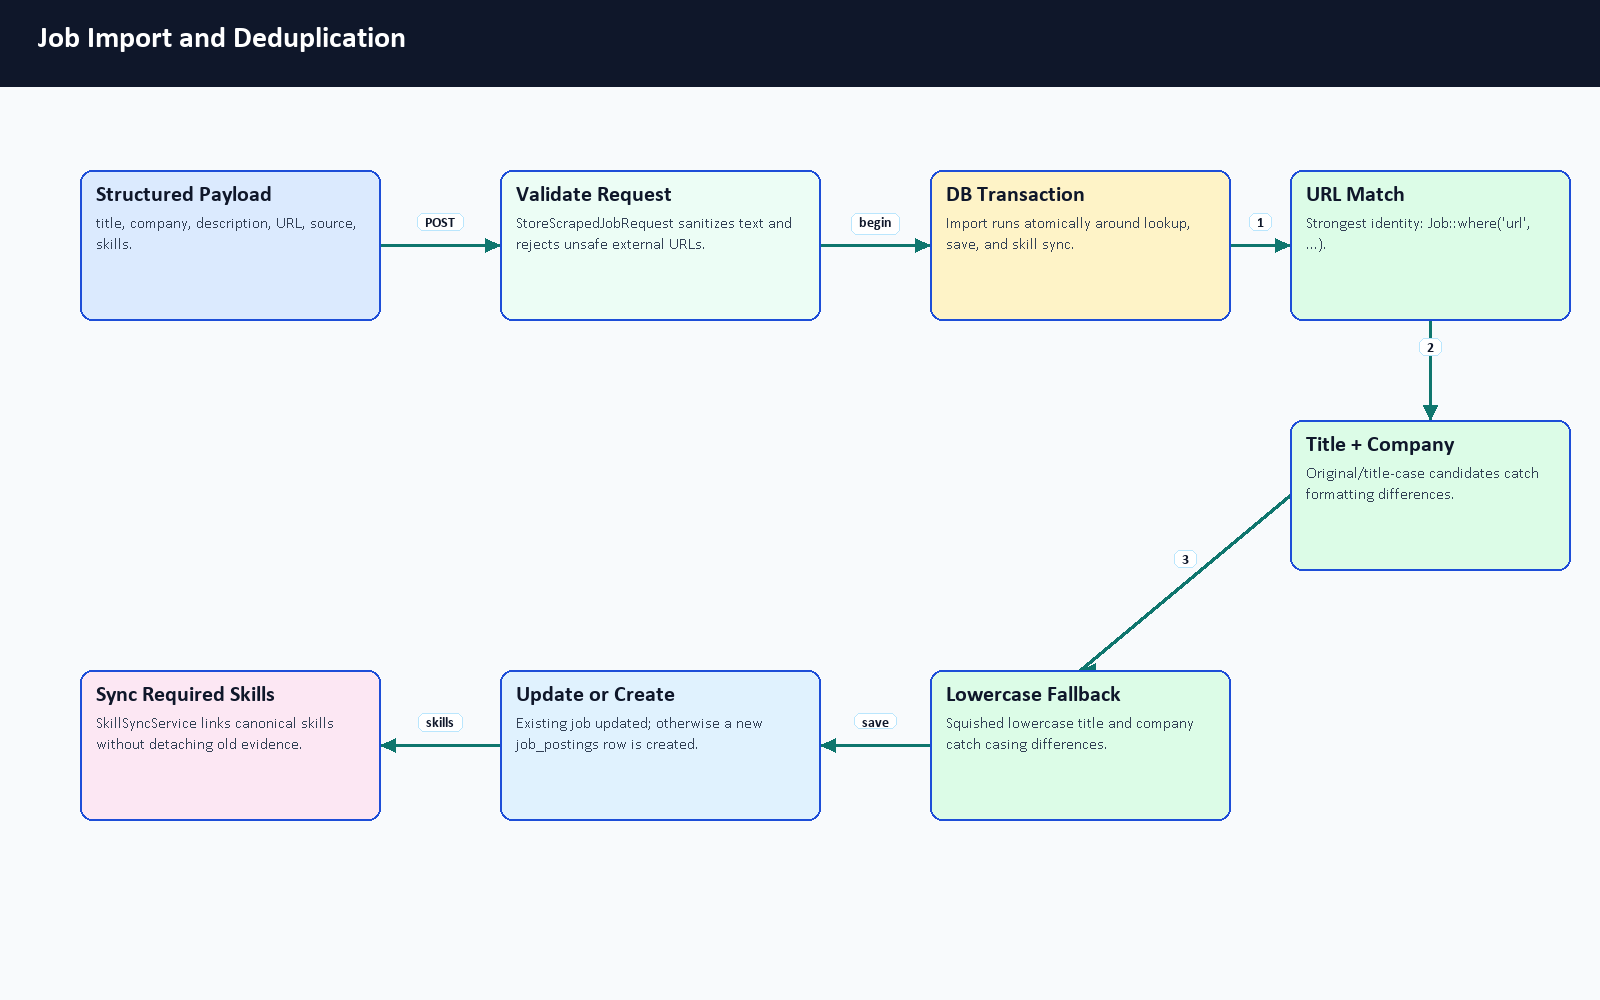 Job Import and Deduplication
Structured Payload
title, company, description, URL, source,
skills.
POST
Validate Request
StoreScrapedJobRequest sanitizes text and
rejects unsafe external URLs.
begin
DB Transaction
Import runs atomically around lookup,
save, and skill sync.
1
URL Match
Strongest identity: Job::where('url',
...).
2
Title + Company
Original/title-case candidates catch
formatting differences.
3
Lowercase Fallback
Squished lowercase title and company
catch casing differences.
save
Update or Create
Existing job updated; otherwise a new
job_postings row is created.
skills
Sync Required Skills
SkillSyncService links canonical skills
without detaching old evidence.